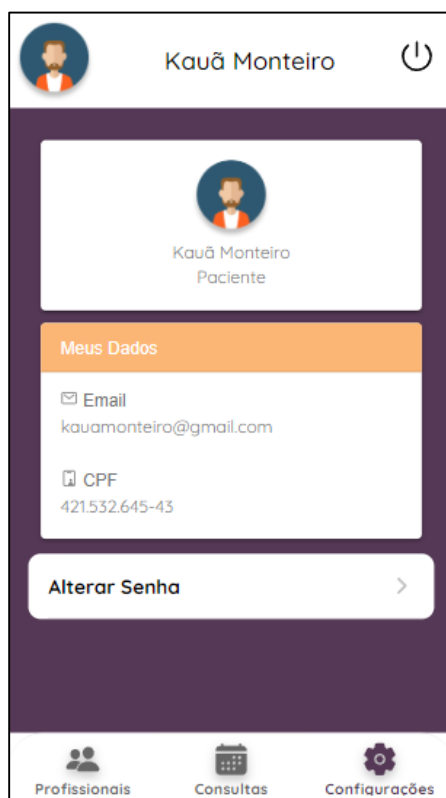 Kauã Monteiro
Kauã Monteiro
Paciente
Meus Dados
Email
kauamonteiro@gmail.com
CPF
421.532.645-43
Alterar Senha
Profissionais
Consultas
Configurações